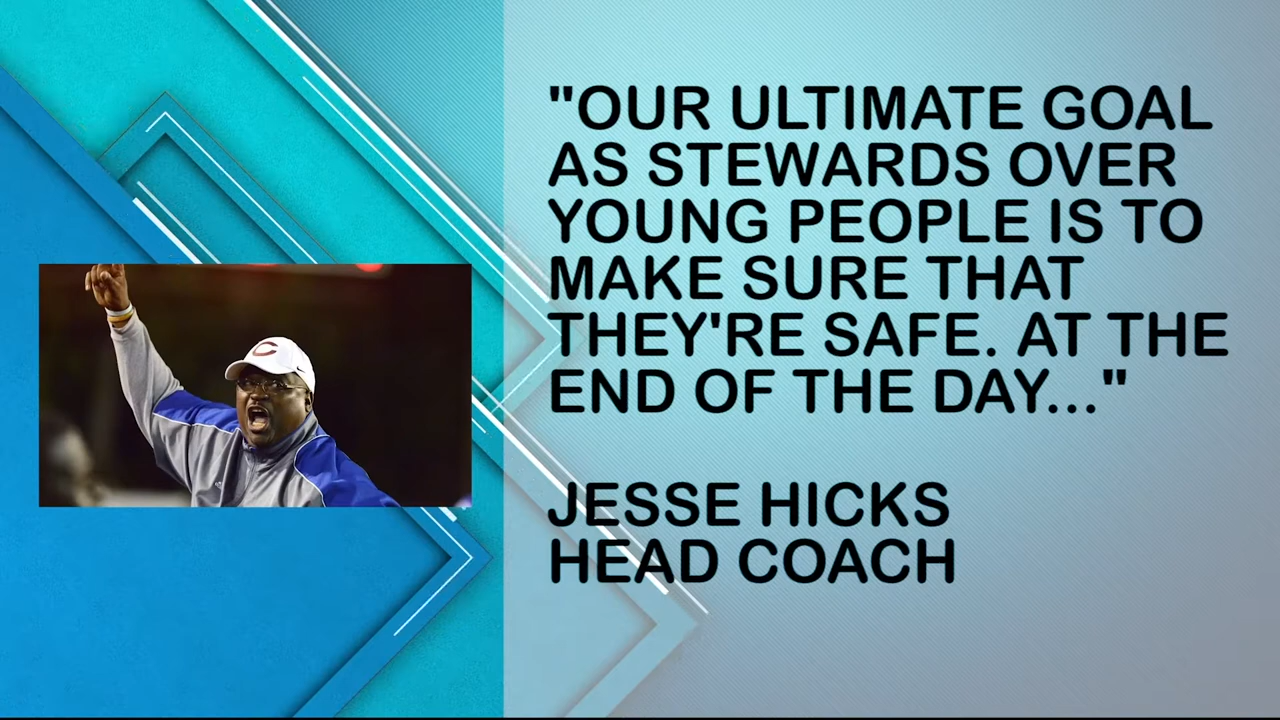 "OUR ULTIMATE GOAL
AS STEWARDS OVER
YOUNG PEOPLE IS TO
MAKE SURE THAT
THEY'RE SAFE. AT THE
END OF THE DAY..."
JESSE HICKS
HEAD COACH
C